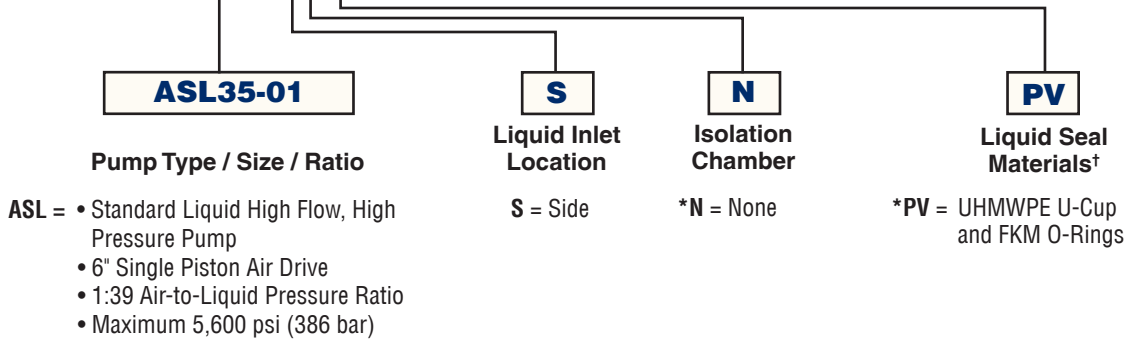 ASL35-01
S
N
PV
Pump Type / Size / Ratio
Liquid Inlet
Location
Isolation
Chamber
Liquid Seal
Materials†
ASL = • Standard Liquid High Flow, High
Pressure Pump
• 6" Single Piston Air Drive
• 1:39 Air-to-Liquid Pressure Ratio
• Maximum 5,600 psi (386 bar)
S = Side
*N = None
*PV = UHMWPE U-Cup
and FKM O-Rings